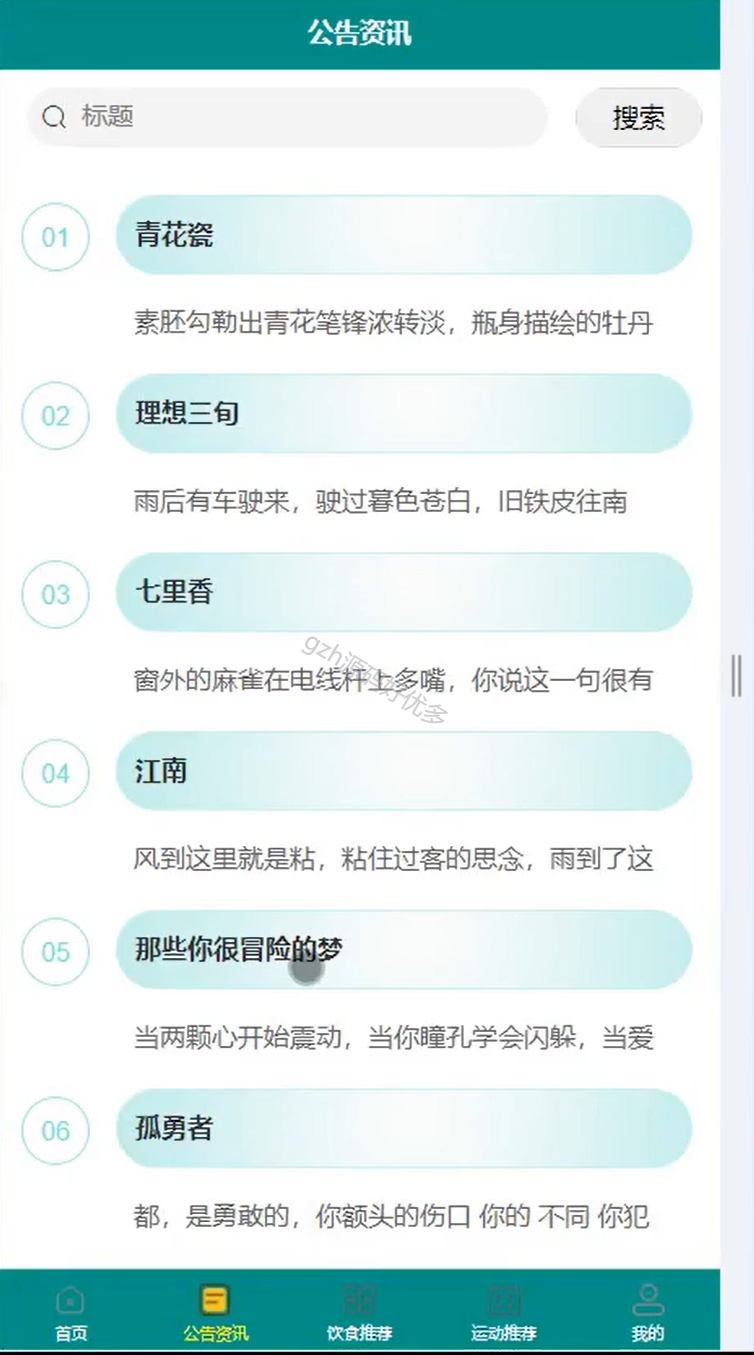 公告资讯
标题
搜索
01
青花瓷
素胚勾勒出青花笔锋浓转淡，瓶身描绘的牡丹
02
理想三旬
雨后有车驶来，驶过暮色苍白，旧铁皮往南
03
七里香
窗外的麻雀在电线杆上多嘴，你说这一句很有
gzh源码好优多
04
江南
风到这里就是粘，粘住过客的思念，雨到了这
05
那些你很冒险的梦
当两颗心开始震动，当你瞳孔学会闪躲，当爱
06
孤勇者
都，是勇敢的，你额头的伤口 你的 不同 你犯
首页
公告资讯
饮食推荐
运动推荐
我的